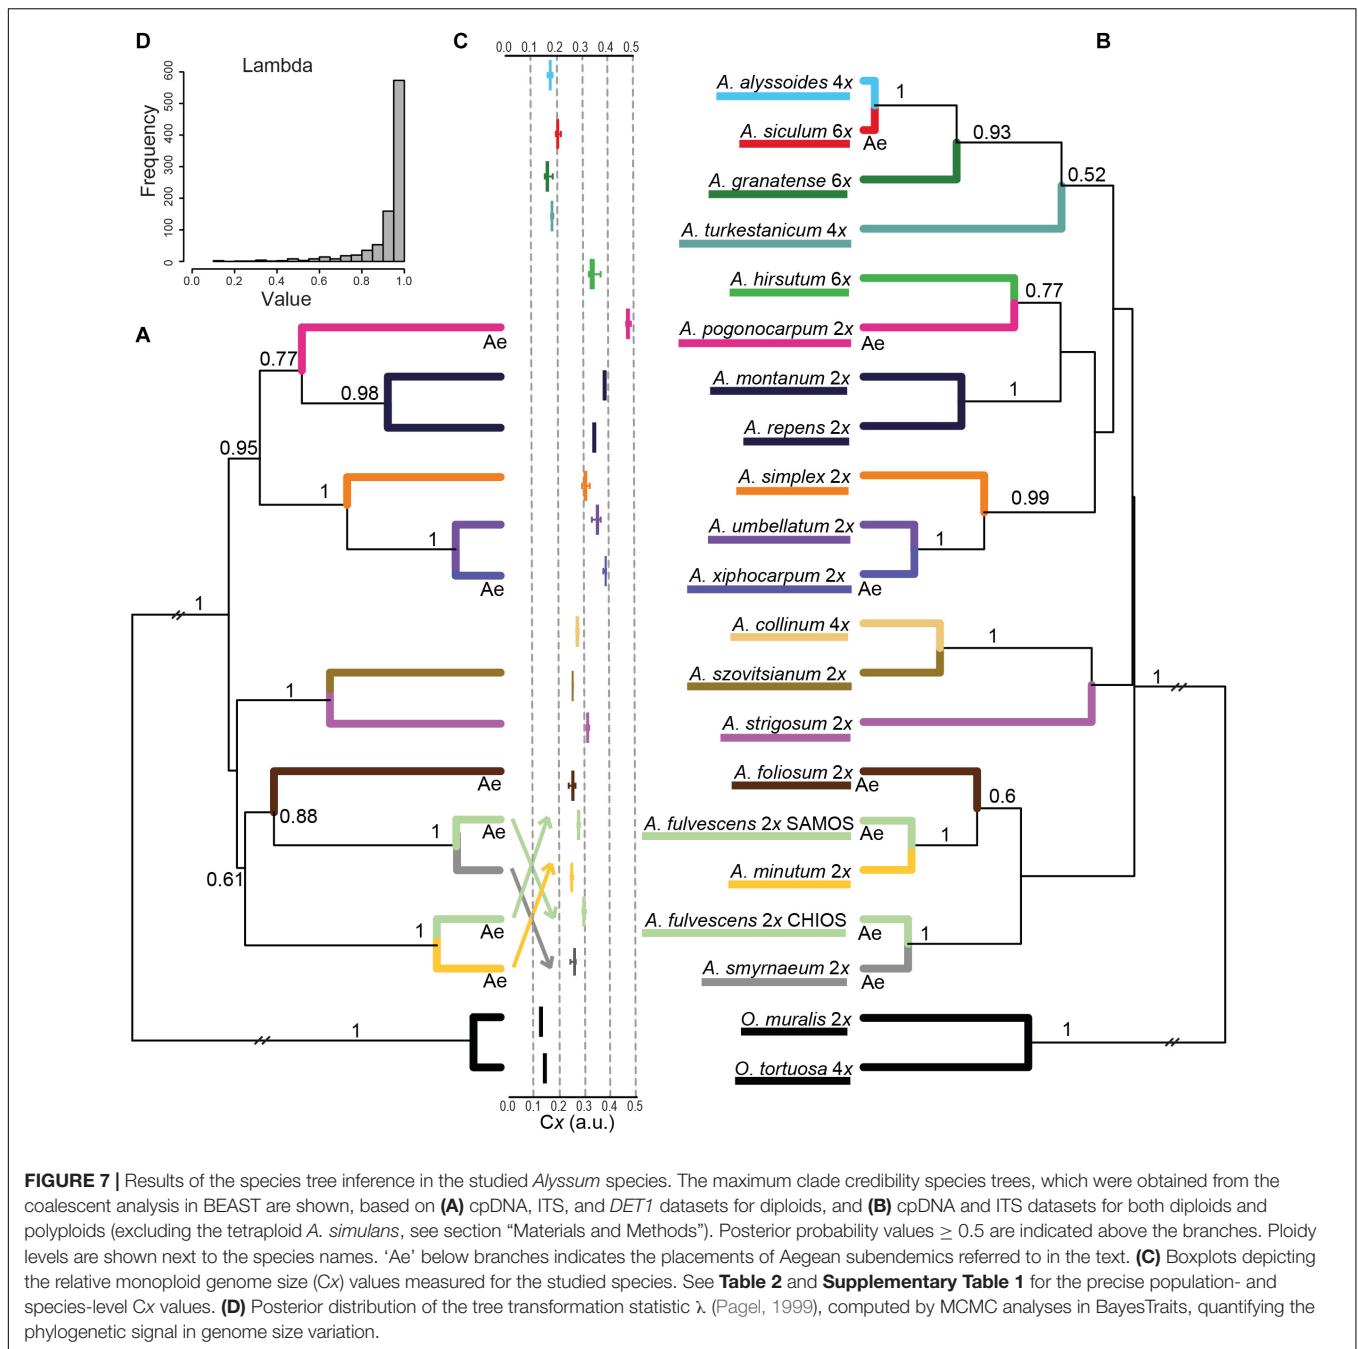 D
Lambda
Frequency
600
500
400
300
200
100
0
0.0 0.2 0.4 0.6 0.8 1.0
Value
C
0.0 0.1 0.2 0.3 0.4 0.5
B
A. alyssoides 4x
1
A. siculum 6x
Ae
0.93
A. granatense 6x
0.52
A. turkestanicum 4x
A. hirsutum 6x
0.77
A. pogonocarpum 2x
Ae
A. montanum 2x
1
A. repens 2x
A. simplex 2x
0.99
A. umbellatum 2x
1
A. xiphocarpum 2x
Ae
A. collinum 4x
1
A. szovitsianum 2x
1
A. strigosum 2x
A. foliosum 2x
Ae
0.6
A. fulvescens 2x SAMOS
Ae
1
A. minutum 2x
A. fulvescens 2x CHIOS
Ae
1
A. smyrnaeum 2x
Ae
O. muralis 2x
1
O. tortuosa 4x
A
Ae
0.77
0.98
0.95
1
1
Ae
1
1
Ae
0.88
1
Ae
0.61
1
Ae
Ae
1
0.0 0.1 0.2 0.3 0.4 0.5
Cx (a.u.)
FIGURE 7 | Results of the species tree inference in the studied Alyssum species. The maximum clade credibility species trees, which were obtained from the
coalescent analysis in BEAST are shown, based on (A) cpDNA, ITS, and DET1 datasets for diploids, and (B) cpDNA and ITS datasets for both diploids and
polyploids (excluding the tetraploid A. simulans, see section “Materials and Methods”). Posterior probability values ≥ 0.5 are indicated above the branches. Ploidy
levels are shown next to the species names. ‘Ae’ below branches indicates the placements of Aegean subendemics referred to in the text. (C) Boxplots depicting
the relative monoploid genome size (Cx) values measured for the studied species. See Table 2 and Supplementary Table 1 for the precise population- and
species-level Cx values. (D) Posterior distribution of the tree transformation statistic λ (Pagel, 1999), computed by MCMC analyses in BayesTraits, quantifying the
phylogenetic signal in genome size variation.